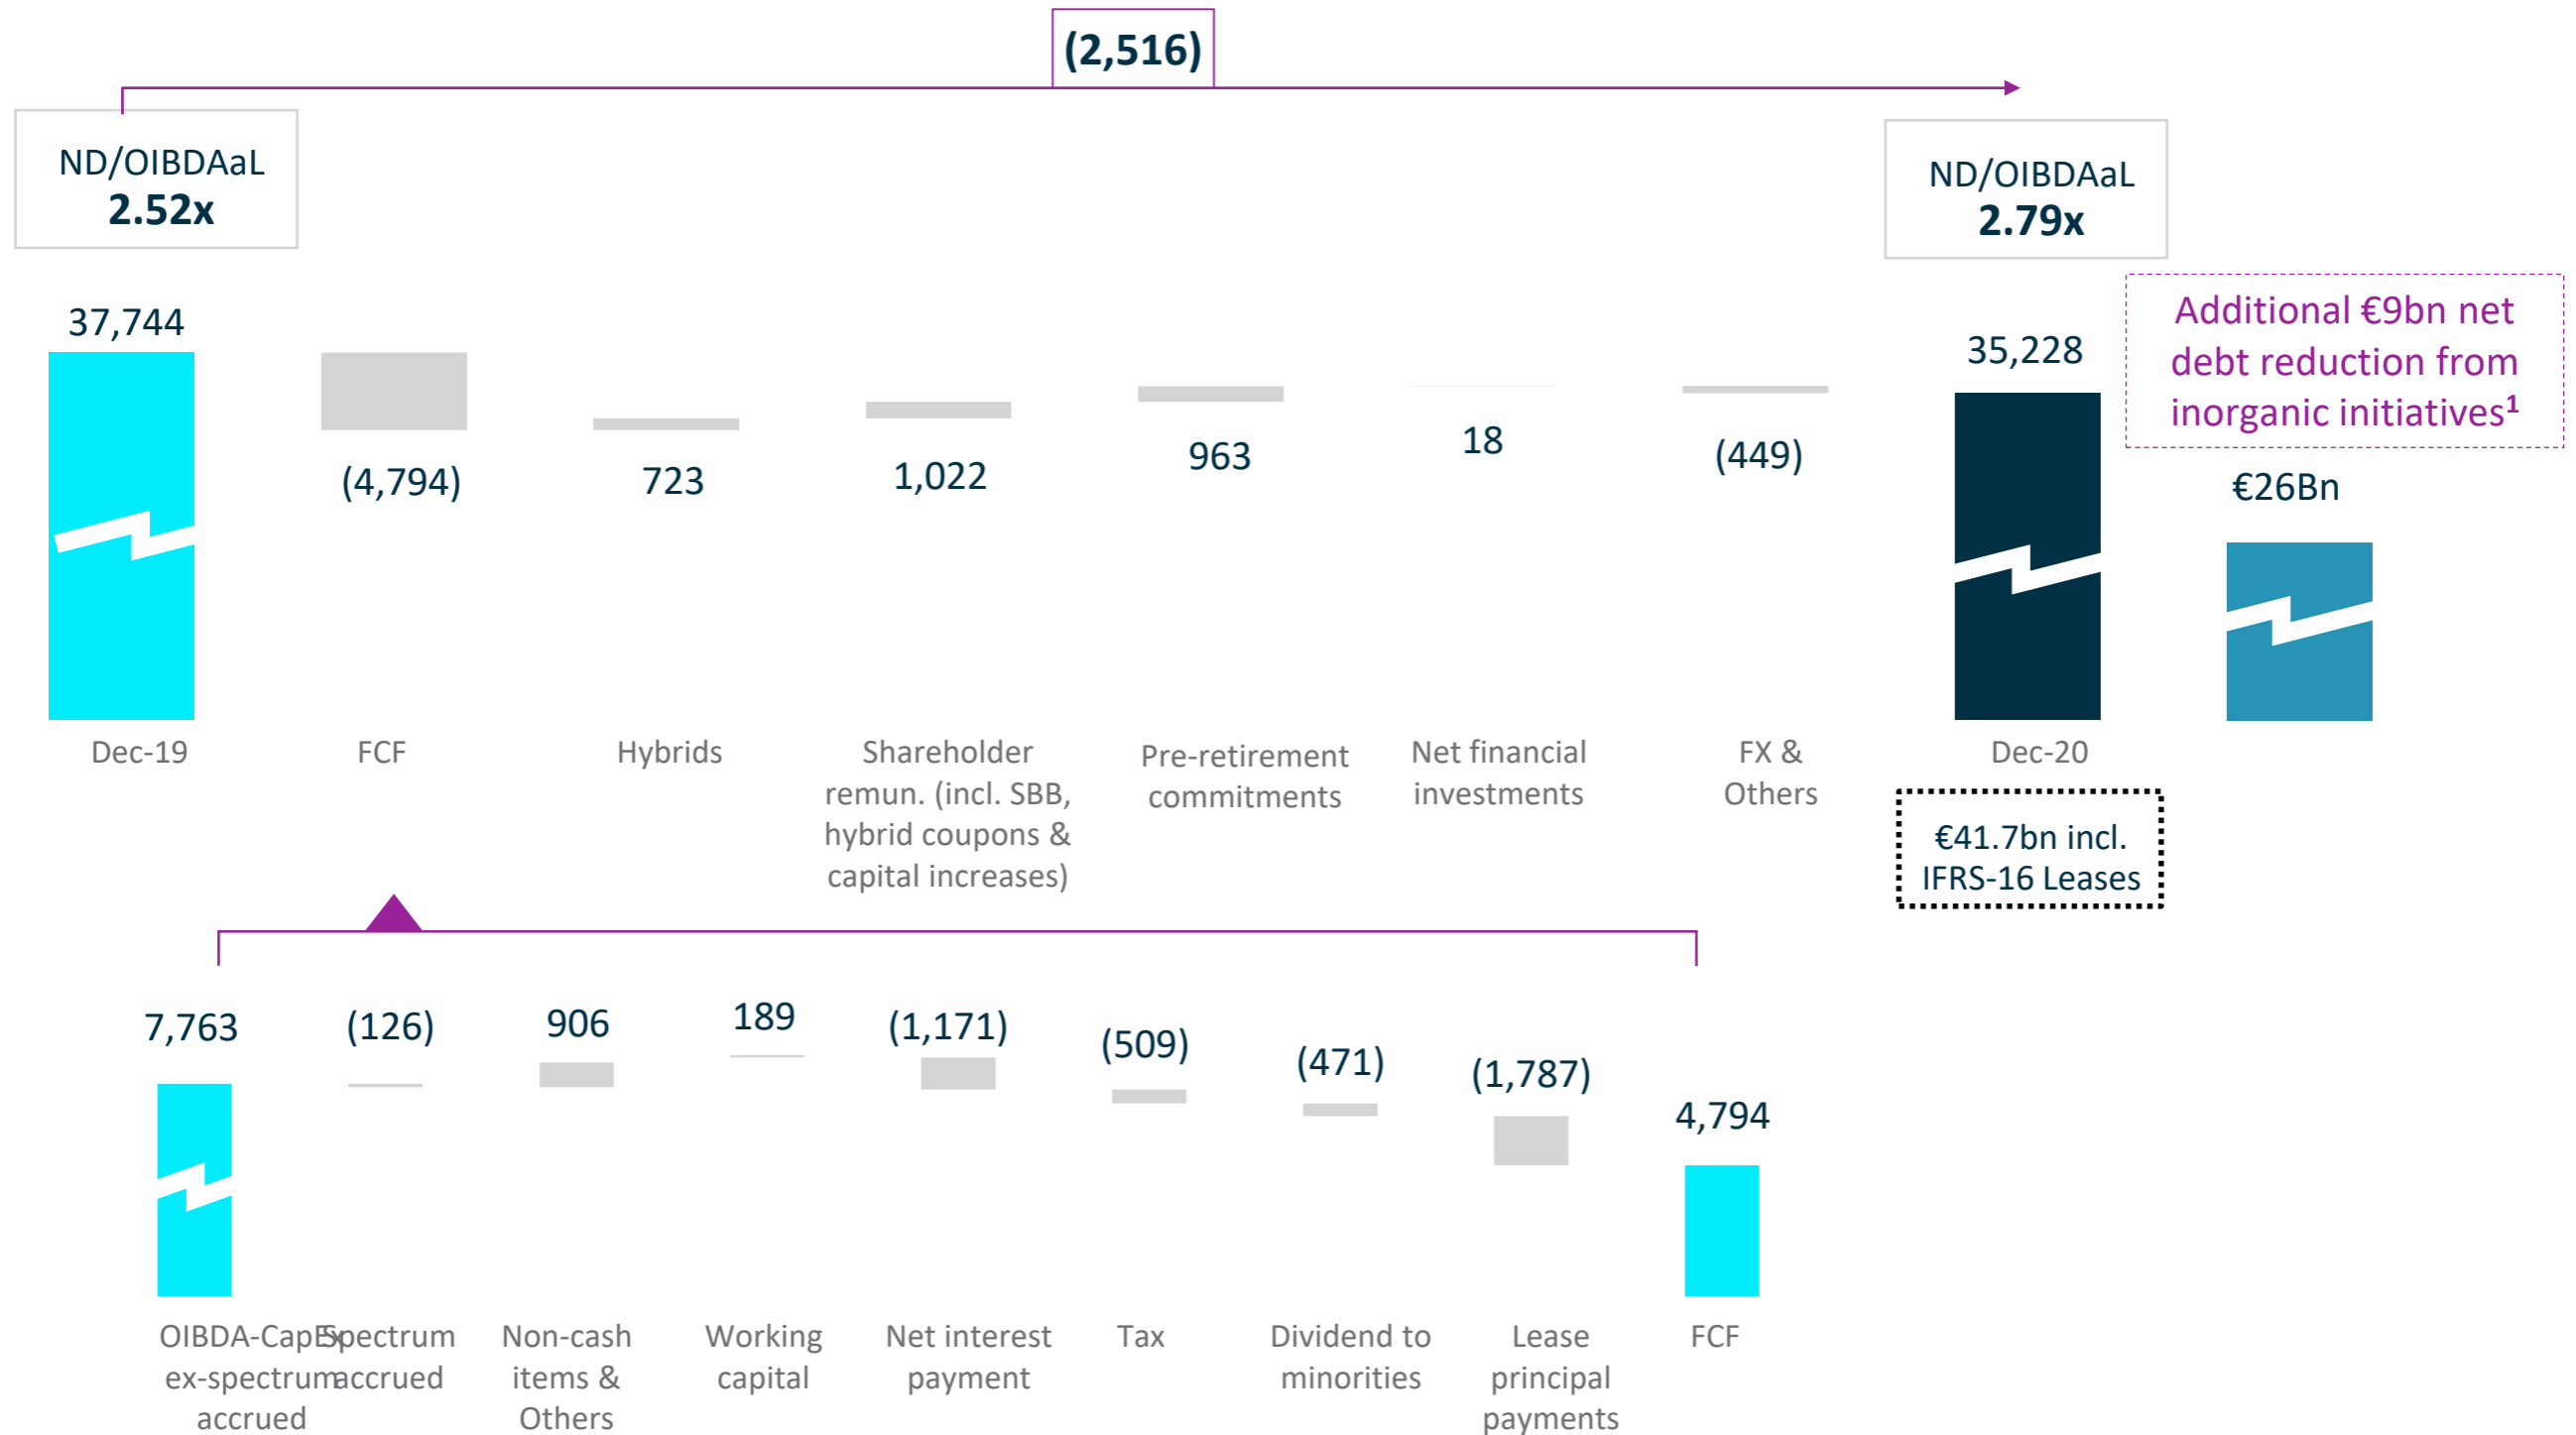 (2,516)
ND/OIBDAaL
2.52x
ND/OIBDAaL
2.79x
Additional €9bn net
debt reduction from
inorganic initiatives¹
37,744
(4,794)
723
1,022
963
18
(449)
35,228
€26Bn
Dec-19
FCF
Hybrids
Shareholder
remun. (incl. SBB,
hybrid coupons &
capital increases)
Pre-retirement
commitments
Net financial
investments
FX &
Others
Dec-20
€41.7bn incl.
IFRS-16 Leases
7,763
(126)
906
189
(1,171)
(509)
(471)
(1,787)
4,794
OIBDA-CapEx
ex-spectrum
accrued
Spectrum
accrued
Non-cash
items &
Others
Working
capital
Net interest
payment
Tax
Dividend to
minorities
Lease
principal
payments
FCF